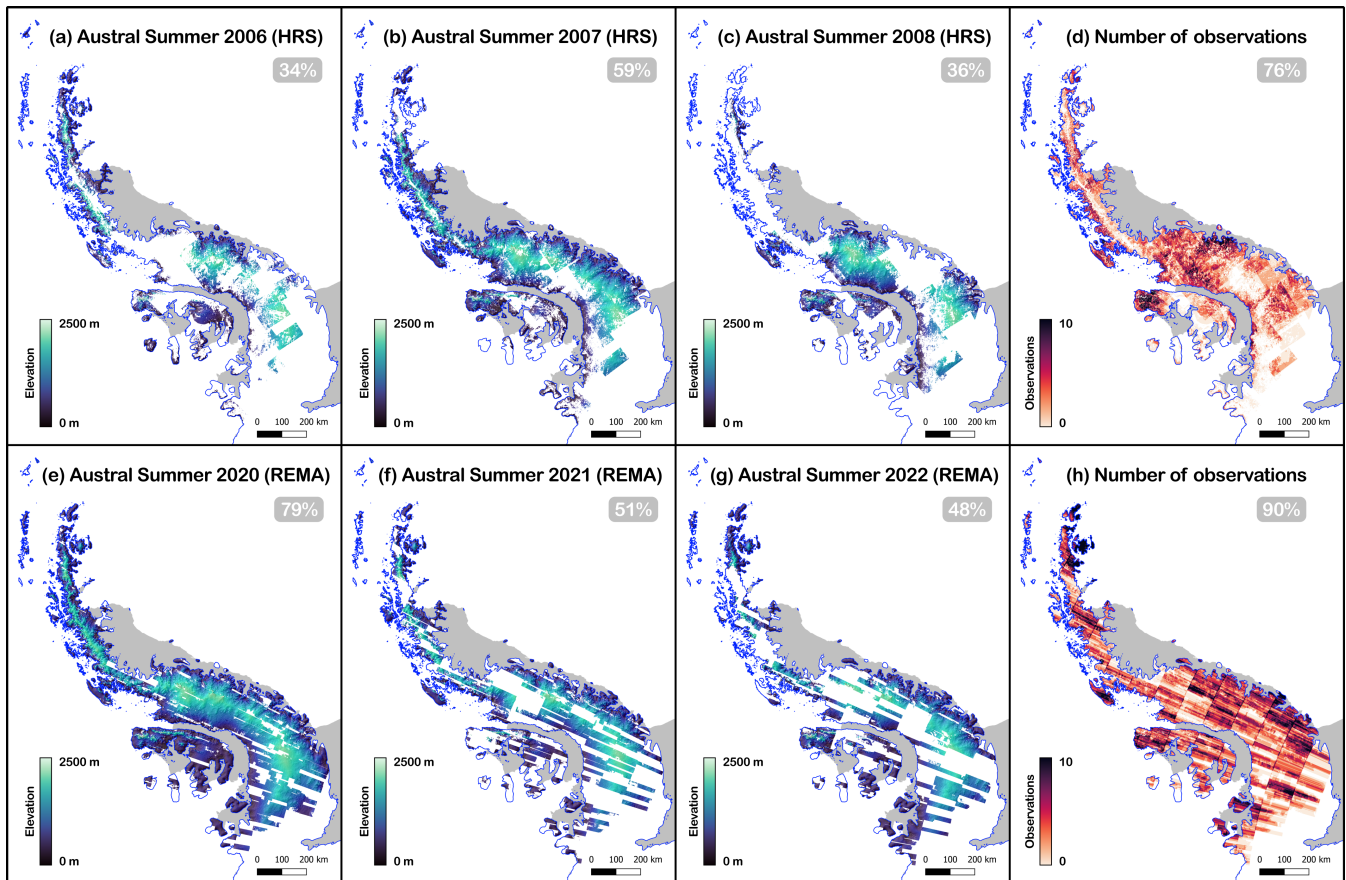 (a) Austral Summer 2006 (HRS)
34%
2500 m
Elevation
0 m
0 100 200 km
(b) Austral Summer 2007 (HRS)
59%
2500 m
Elevation
0 m
0 100 200 km
(c) Austral Summer 2008 (HRS)
36%
2500 m
Elevation
0 m
0 100 200 km
(d) Number of observations
76%
10
Observations
0
0 100 200 km
(e) Austral Summer 2020 (REMA)
79%
2500 m
Elevation
0 m
0 100 200 km
(f) Austral Summer 2021 (REMA)
51%
2500 m
Elevation
0 m
0 100 200 km
(g) Austral Summer 2022 (REMA)
48%
2500 m
Elevation
0 m
0 100 200 km
(h) Number of observations
90%
10
Observations
0
0 100 200 km